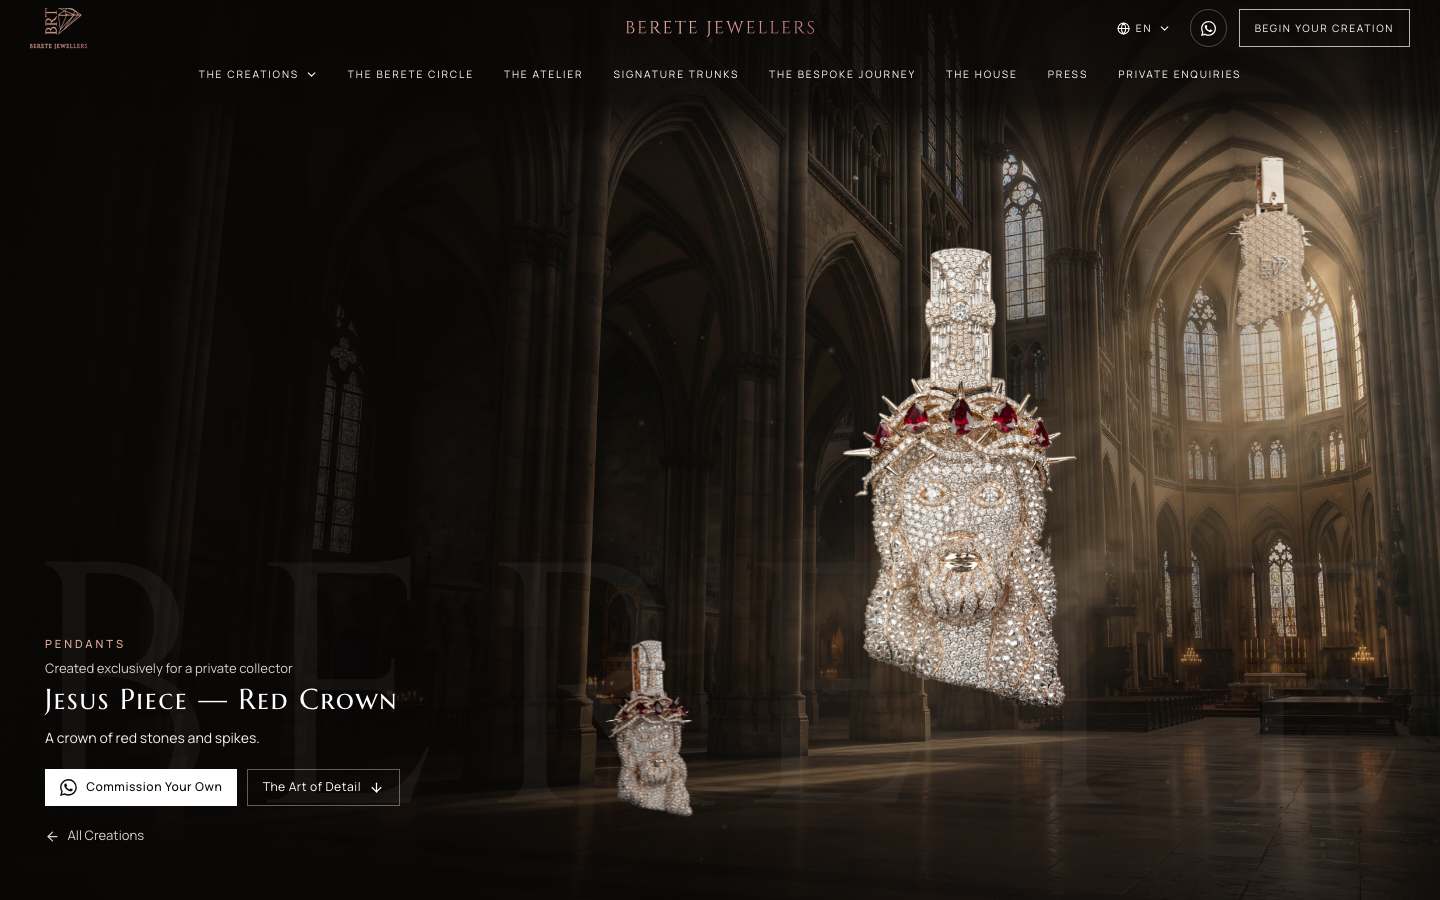 BRT
BERETE JEWELLERS
BERETE JEWELLERS
EN
BEGIN YOUR CREATION
THE CREATIONS
THE BERETE CIRCLE
THE ATELIER
SIGNATURE TRUNKS
THE BESPOKE JOURNEY
THE HOUSE
PRESS
PRIVATE ENQUIRIES
PENDANTS
Created exclusively for a private collector
Jesus Piece — Red Crown
A crown of red stones and spikes.
Commission Your Own
The Art of Detail
All Creations